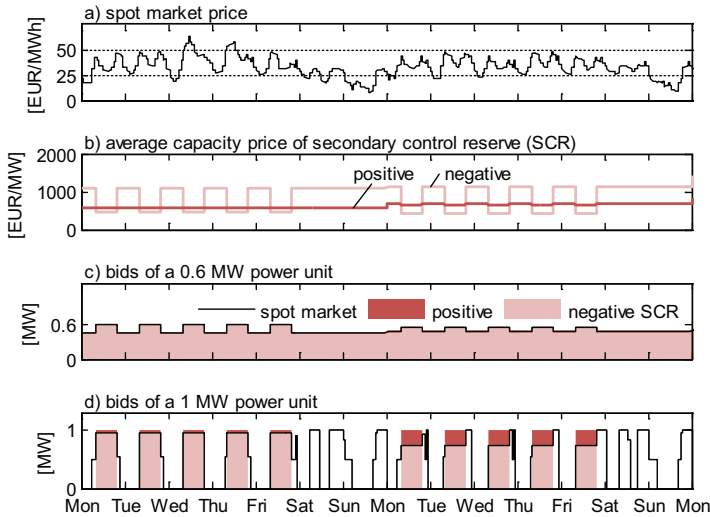 a) spot market price
[EUR/MWh]
50
25
0
b) average capacity price of secondary control reserve (SCR)
[EUR/MW]
2000
1000
0
positive
negative
c) bids of a 0.6 MW power unit
[MW]
0.6
0
spot market
positive
negative SCR
d) bids of a 1 MW power unit
[MW]
1
0
Mon Tue Wed Thu Fri Sat Sun Mon Tue Wed Thu Fri Sat Sun Mon